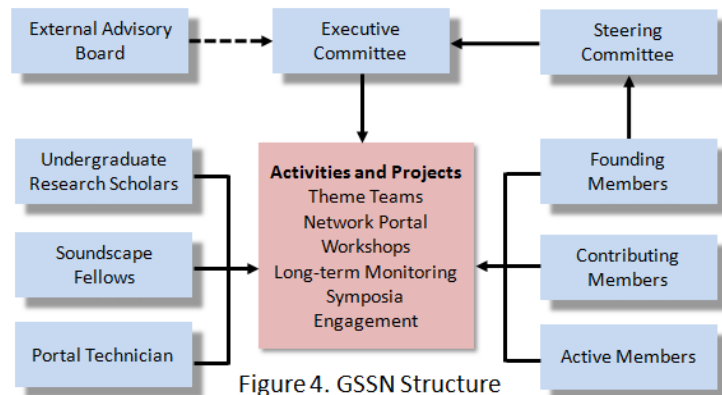 External Advisory
Board
Executive
Committee
Steering
Committee
Undergraduate
Research Scholars
Soundscape
Fellows
Portal Technician
Activities and Projects
Theme Teams
Network Portal
Workshops
Long-term Monitoring
Symposia
Engagement
Founding
Members
Contributing
Members
Active Members
Figure 4. GSSN Structure